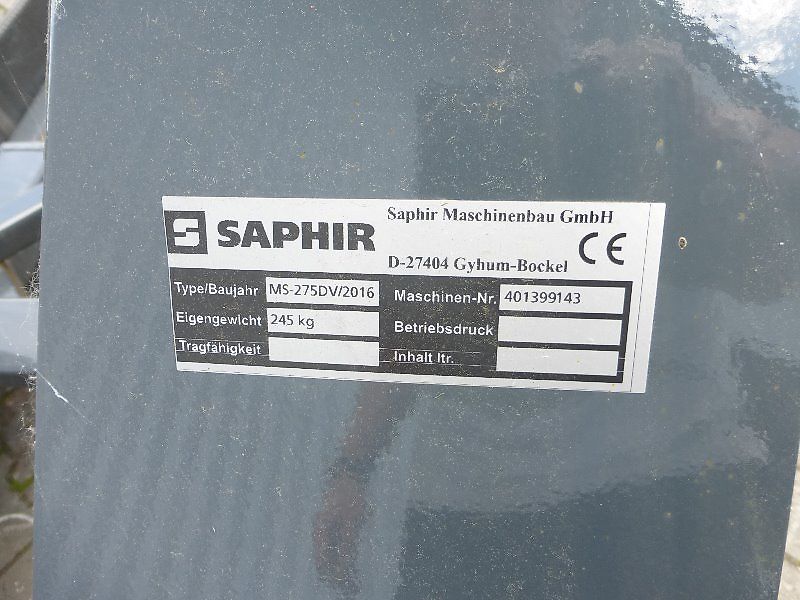 SAPHIR
Saphir Maschinenbau GmbH
D-27404 Gyhum-Bockel
CE
Type/Baujahr MS-275DV/2016 Maschinen-Nr. 401399143
Eigengewicht 245 kg Betriebsdruck
Tragfähigkeit Inhalt ltr.